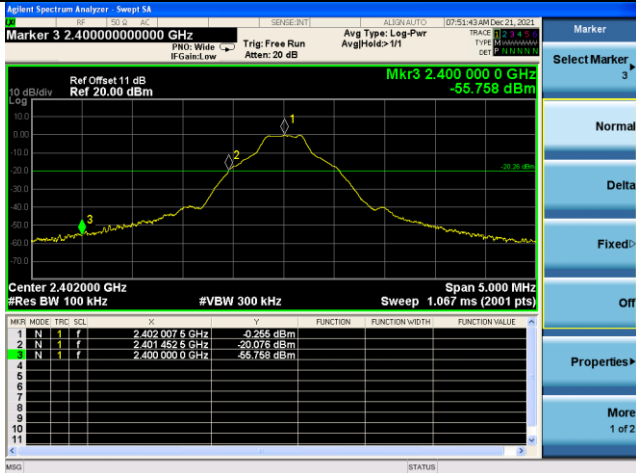 Agilent Spectrum Analyzer - Swept SA
RF 50 Ω AC SENSE:INT ALIGN AUTO 07:51:43 AM Dec 21, 2021
Marker 3 2.400000000000 GHz
PNO: Wide
IFGain:Low
Trig: Free Run
Atten: 20 dB
Avg Type: Log-Pwr
Avg|Hold:> 1/1
TRACE 1 2 3 4 5 6
TYPE M
DET P N N N N N
Mkr3 2.400 000 0 GHz
-55.758 dBm
Ref Offset 11 dB
10 dB/div Ref 20.00 dBm
Log
10.0
0.00
-10.0
-20.0
-30.0
-40.0
-50.0
-60.0
-70.0
1
2
3
-20.26 dBm
Center 2.402000 GHz Span 5.000 MHz
#Res BW 100 kHz #VBW 300 kHz Sweep 1.067 ms (2001 pts)
MKR MODE TRC SCL X Y FUNCTION FUNCTION WIDTH FUNCTION VALUE
1 N 1 f 2.402 007 5 GHz -0.255 dBm
2 N 1 f 2.401 452 5 GHz -20.076 dBm
3 N 1 f 2.400 000 0 GHz -55.758 dBm
4
5
6
7
8
9
10
11
MSG STATUS
Marker
Select Marker
3
Normal
Delta
Fixed
Off
Properties
More
1 of 2